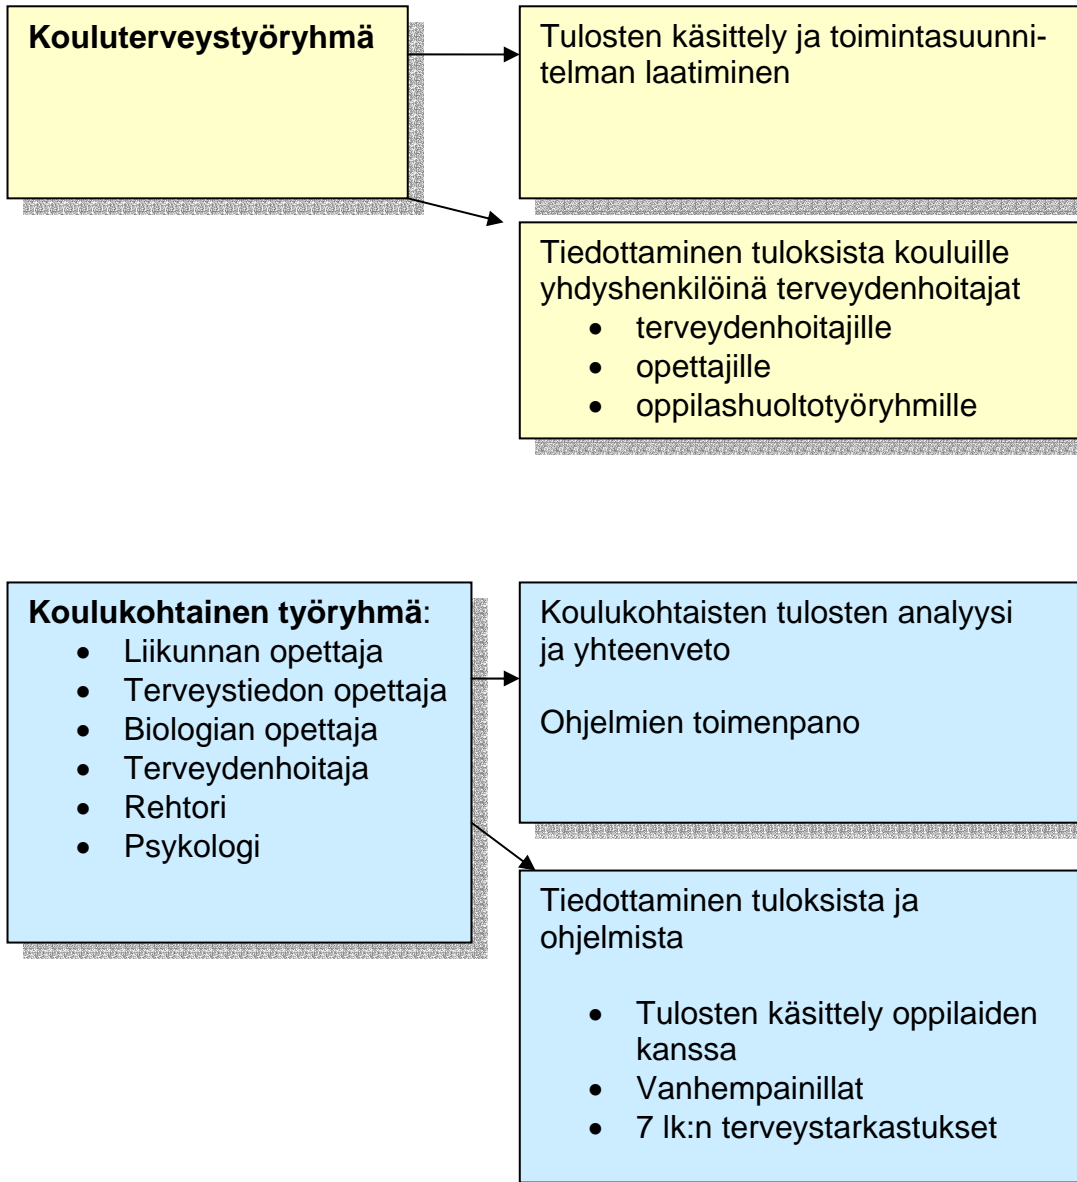 Kouluterveystyöryhmä
Tulosten käsittely ja toimintasuunni-
telman laatiminen
Tiedottaminen tuloksista kouluille
yhdyshenkilöinä terveydenhoitajat
• terveydenhoitajille
• opettajille
• oppilashuoltotyöryhmille
Koulukohtainen työryhmä:
• Liikunnan opettaja
• Terveystiedon opettaja
• Biologian opettaja
• Terveydenhoitaja
• Rehtori
• Psykologi
Koulukohtaisten tulosten analyysi
ja yhteenveto
Ohjelmien toimenpano
Tiedottaminen tuloksista ja
ohjelmista
• Tulosten käsittely oppilaiden
kanssa
• Vanhempainillat
• 7 lk:n terveystarkastukset